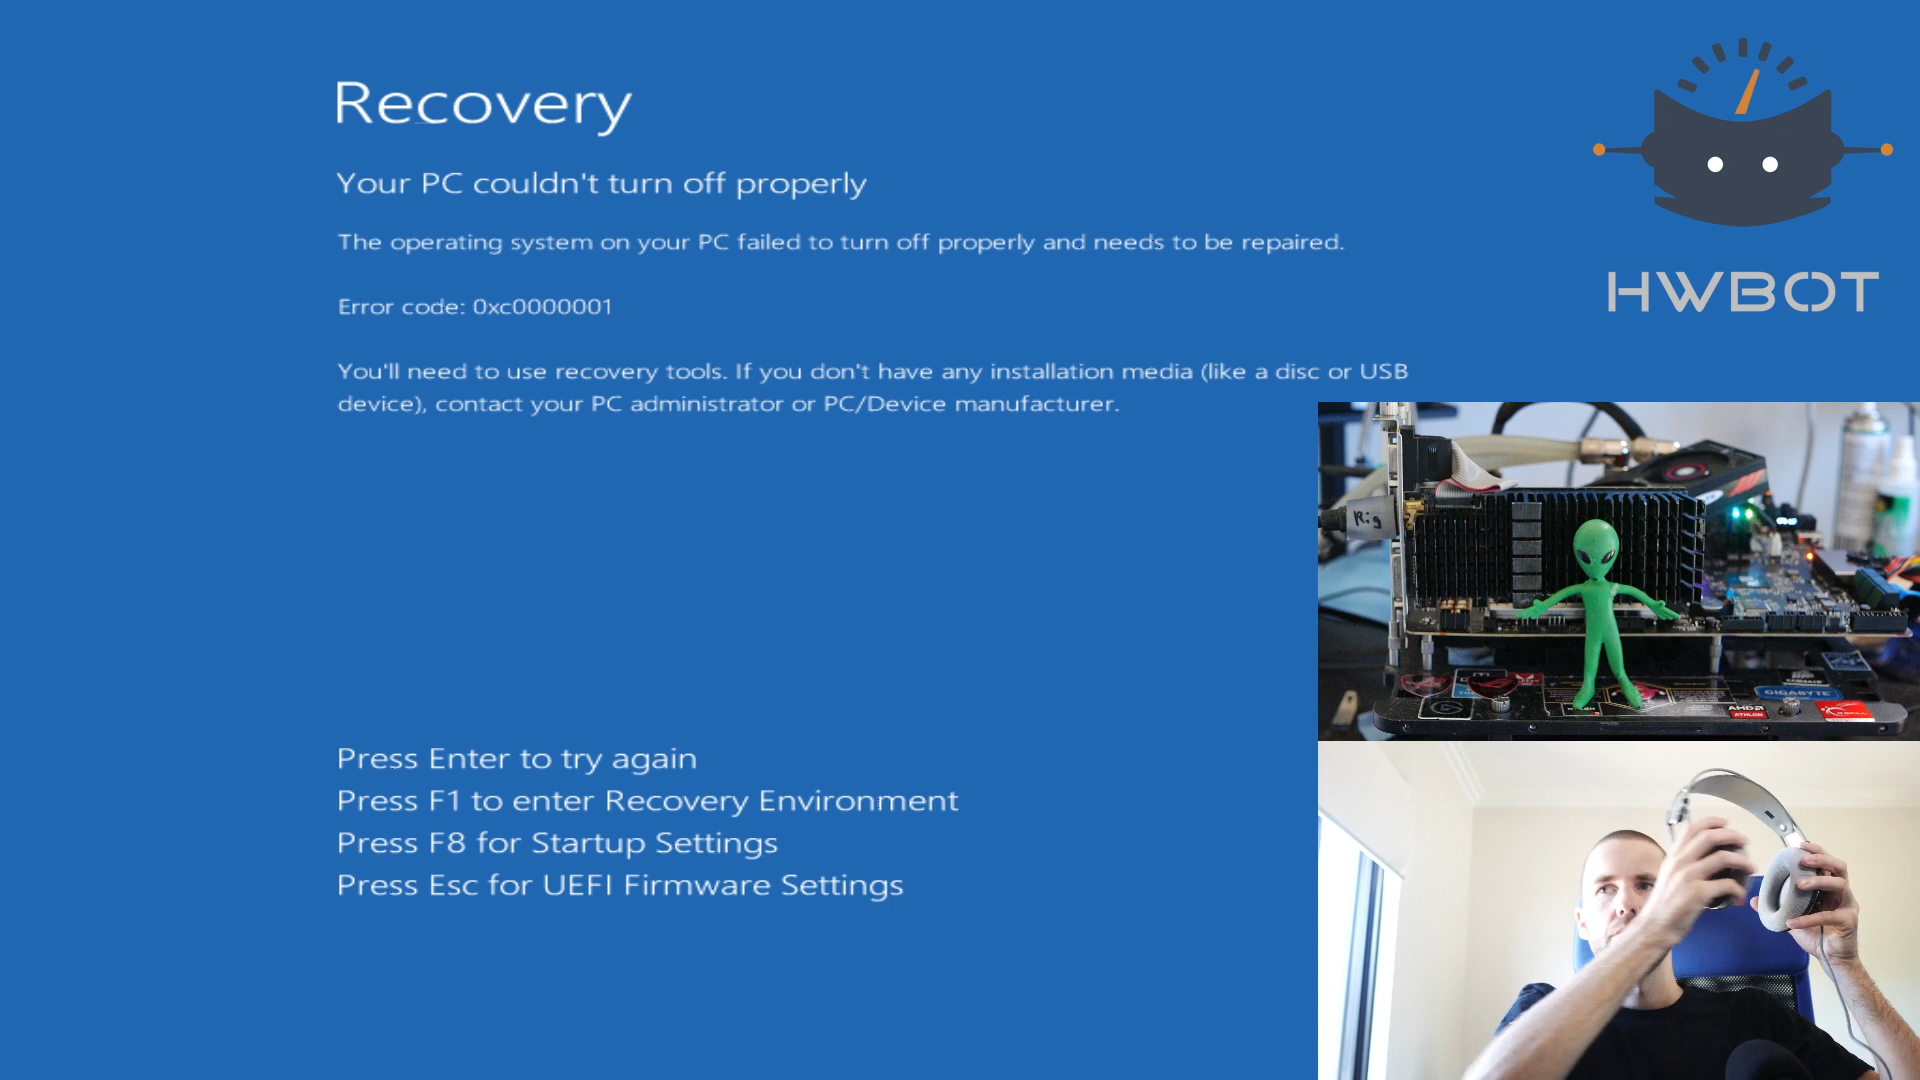 Recovery
Your PC couldn't turn off properly
The operating system on your PC failed to turn off properly and needs to be repaired.
Error code: 0xc0000001
You'll need to use recovery tools. If you don't have any installation media (like a disc or USB
device), contact your PC administrator or PC/Device manufacturer.
Press Enter to try again
Press F1 to enter Recovery Environment
Press F8 for Startup Settings
Press Esc for UEFI Firmware Settings
HWBOT
Rig
GIGABYTE
AMD
ATHLON